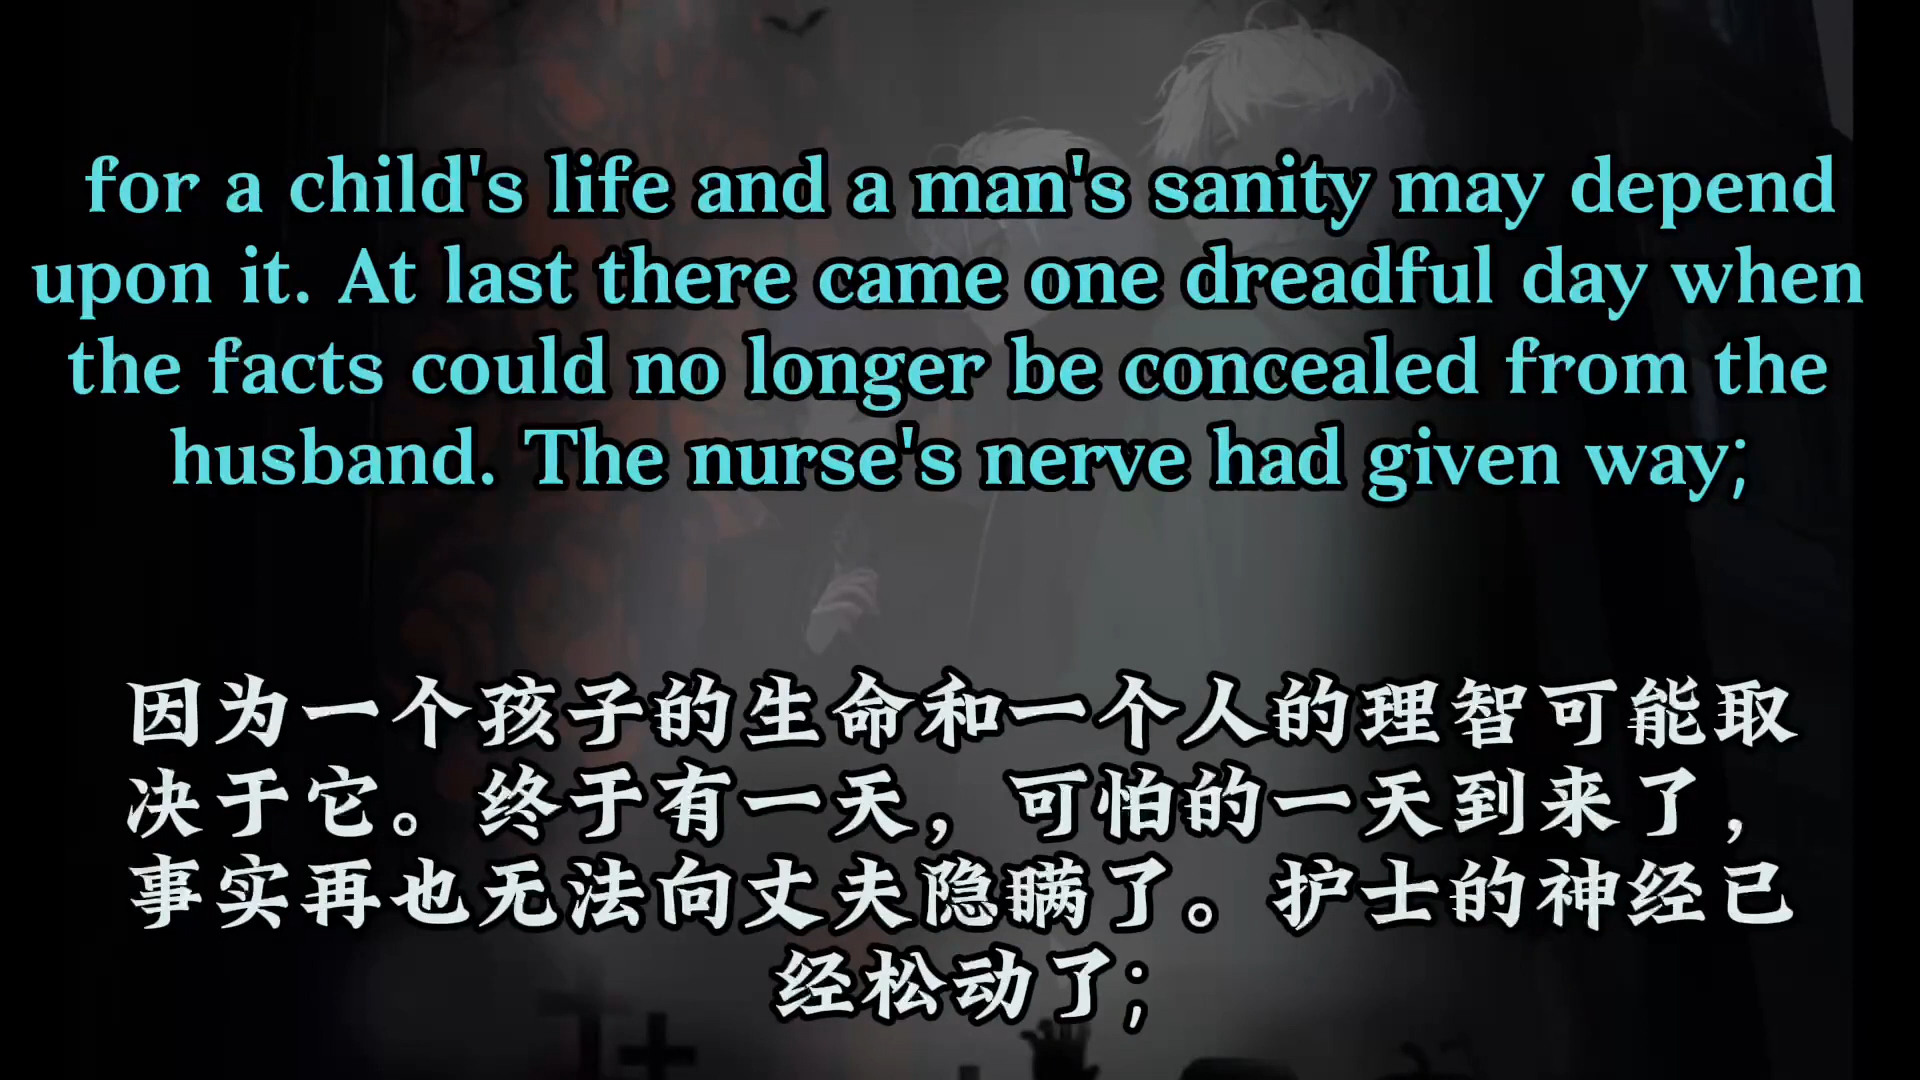 for a child's life and a man's sanity may depend
upon it. At last there came one dreadful day when
the facts could no longer be concealed from the
husband. The nurse's nerve had given way;
因为一个孩子的生命和一个人的理智可能取
决于它。终于有一天，可怕的一天到来了，
事实再也无法向丈夫隐瞒了。护士的神经已
经松动了;